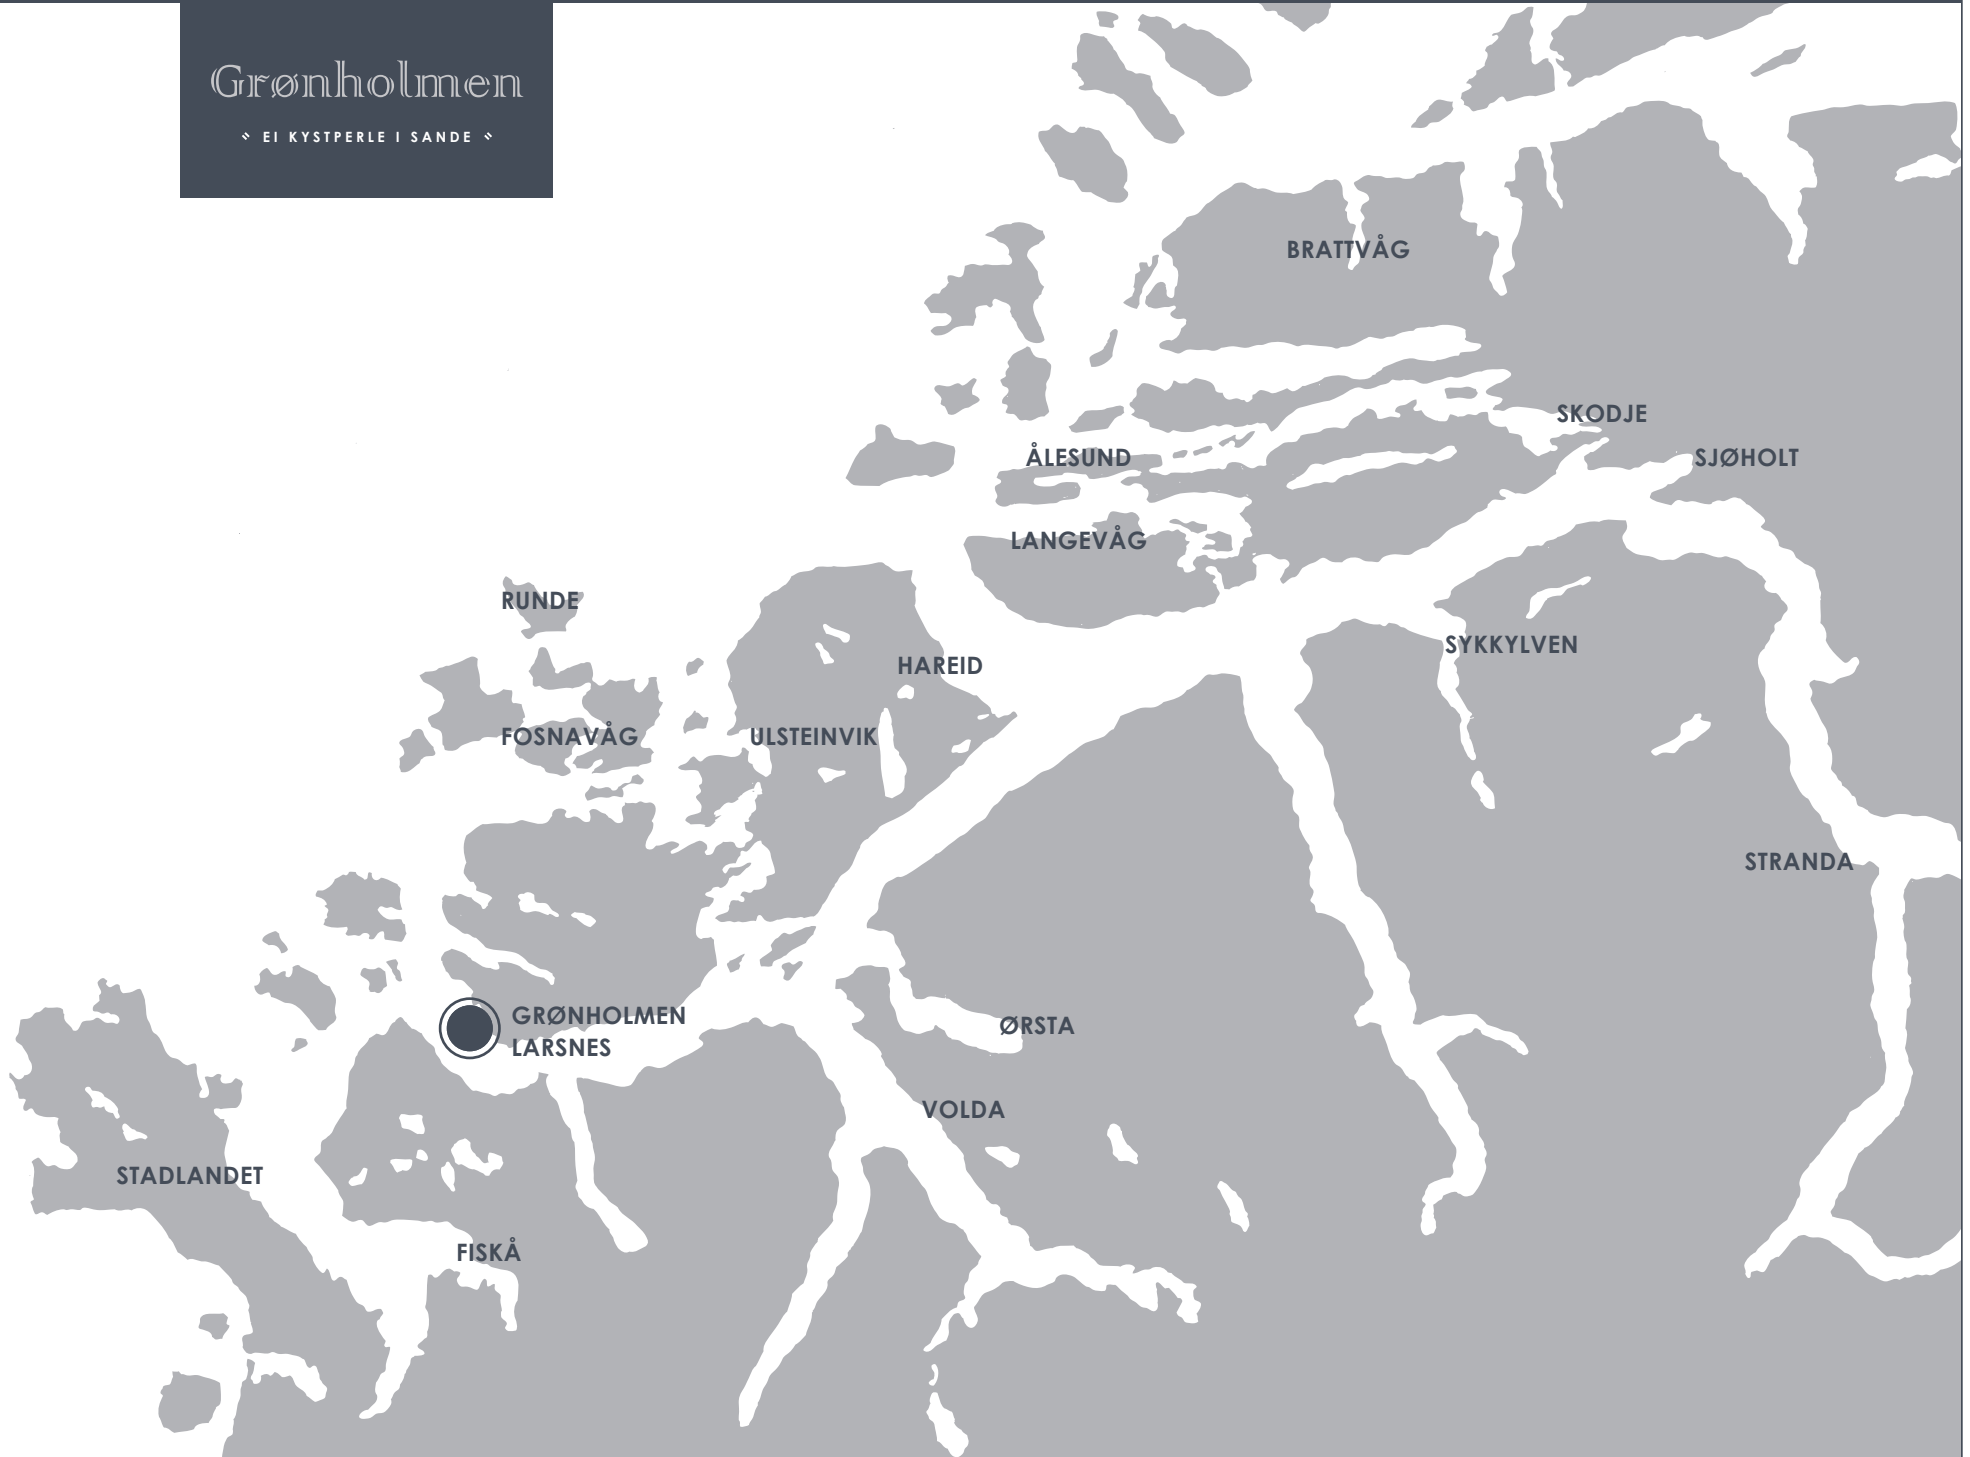 Grønholmen
EI KYSTPERLE I SANDE
BRATTVÅG
SKODJE
ÅLESUND
SJØHOLT
LANGEVÅG
RUNDE
SYKKYLVEN
HAREID
FOSNAVÅG
ULSTEINVIK
STRANDA
GRØNHOLMEN
LARSNES
ØRSTA
VOLDA
STADLANDET
FISKÅ